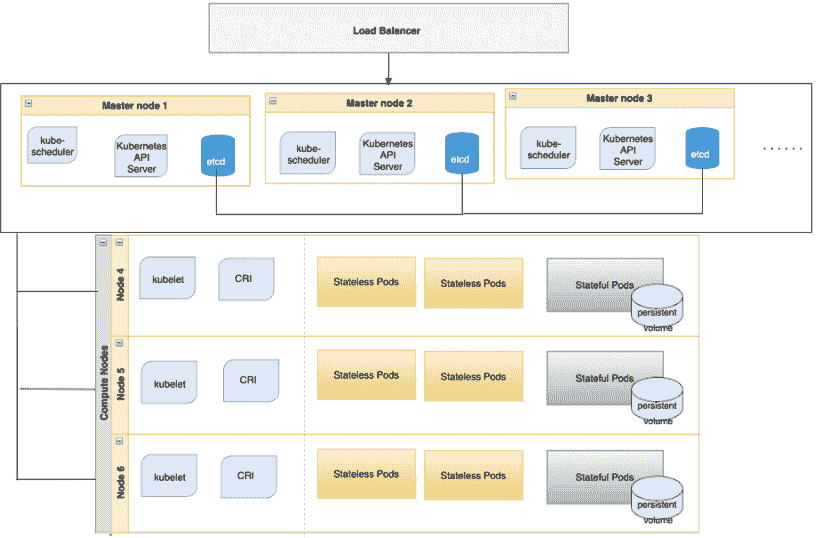 Load Balancer
Master node 1
Master node 2
Master node 3
kube-
scheduler
Kubernetes
API
Server
etcd
kube-
scheduler
Kubernetes
API
Server
etcd
kube-
scheduler
Kubernetes
API
Server
etcd
......
Compute Nodes
Node 4
kubelet
CRI
Stateless Pods
Stateless Pods
Stateful Pods
persistent
volume
Node 5
kubelet
CRI
Stateless Pods
Stateless Pods
Stateful Pods
persistent
volume
Node 6
kubelet
CRI
Stateless Pods
Stateless Pods
Stateful Pods
persistent
volume